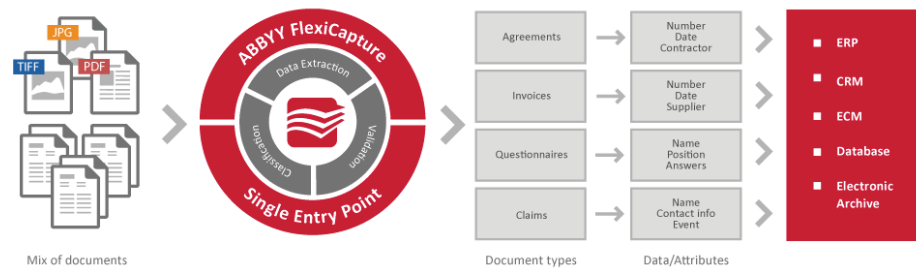 JPG
TIFF
PDF
Mix of documents
ABBYY FlexiCapture
Data Extraction
Classification
Validation
Single Entry Point
Agreements
Invoices
Questionnaires
Claims
Document types
Number
Date
Contractor
Number
Date
Supplier
Name
Position
Answers
Name
Contact info
Event
Data/Attributes
ERP
CRM
ECM
Database
Electronic
Archive